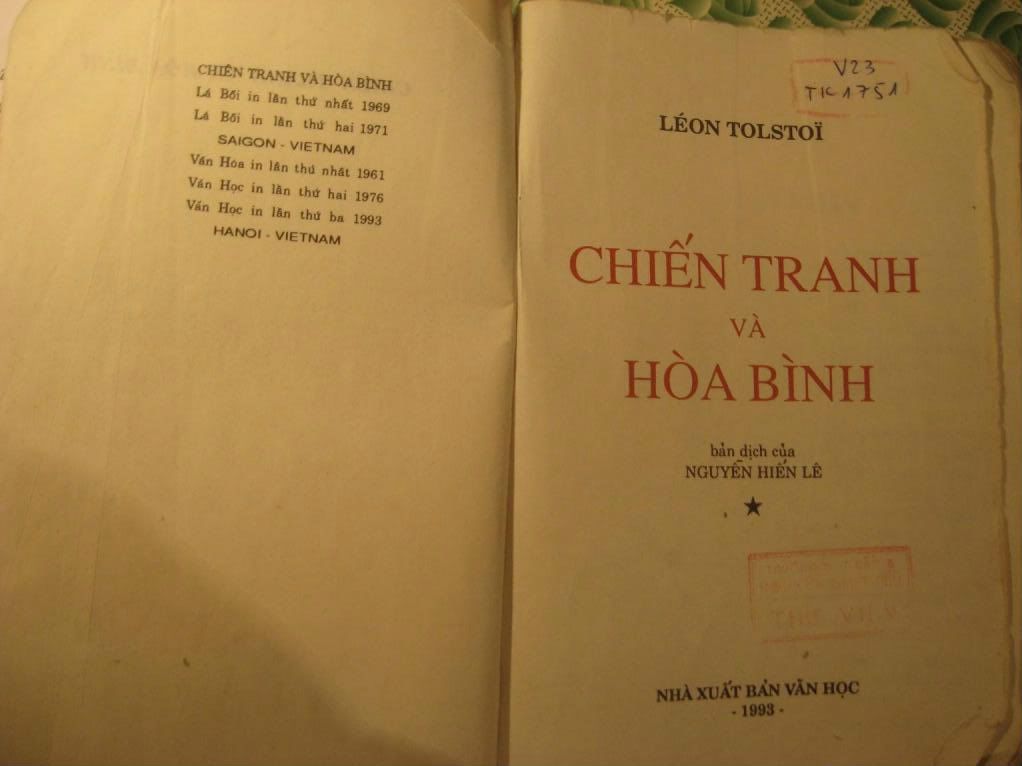 CHIẾN TRANH VÀ HÒA BÌNH
Lá Bối in lần thứ nhất 1969
Lá Bối in lần thứ hai 1971
SAIGON - VIETNAM
Văn Hóa in lần thú nhất 1961
Văn Học in lần thứ hai 1976
Văn Học in lần thứ ba 1993
HANOI - VIETNAM
V23
TK1751
LÉON TOLSTOÏ
CHIẾN TRANH
VÀ
HÒA BÌNH
bản dịch của
NGUYỄN HIẾN LÊ
NHÀ XUẤT BẢN VĂN HỌC
- 1993 -